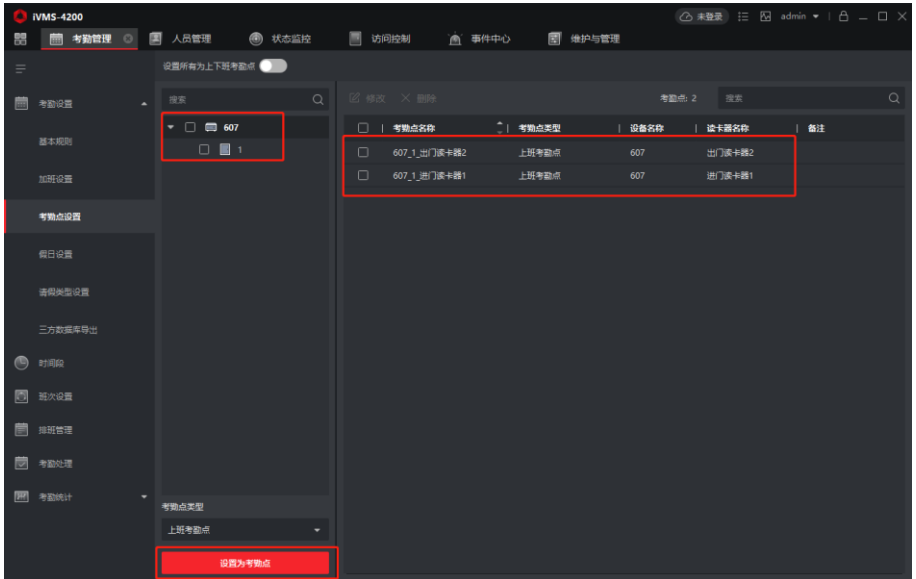 iVMS-4200
未登录 admin
考勤管理 人员管理 状态监控 访问控制 事件中心 维护与管理
设置所有为上下班考勤点
考勤设置
基本规则
加班设置
考勤点设置
假日设置
请假类型设置
三方数据库导出
时间段
班次设置
排班管理
考勤处理
考勤统计
搜索
607
1
考勤点类型
上班考勤点
设置为考勤点
修改 删除 考勤点: 2 搜索
考勤点名称 考勤点类型 设备名称 读卡器名称 备注
607_1_出门读卡器2 上班考勤点 607 出门读卡器2
607_1_进门读卡器1 上班考勤点 607 进门读卡器1